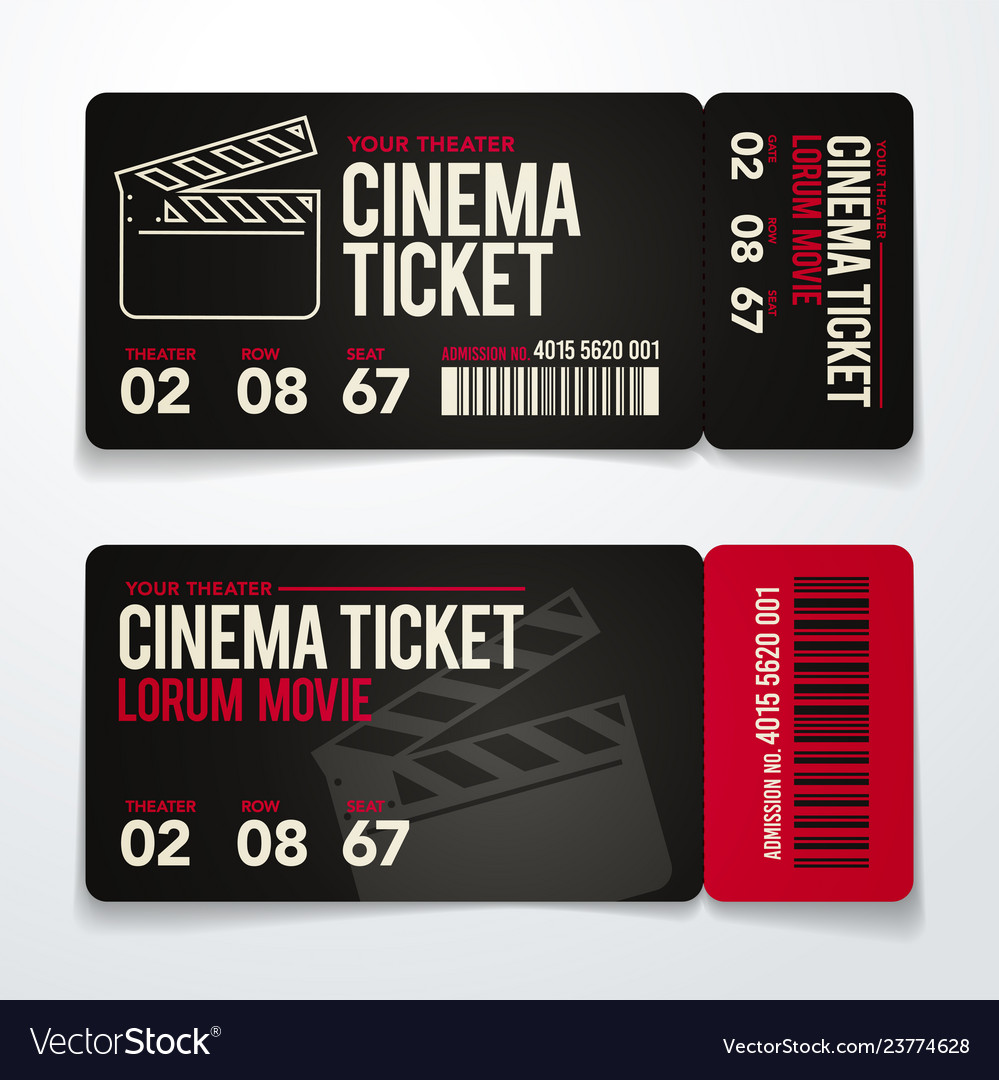 YOUR THEATER
CINEMA
TICKET
THEATER ROW SEAT
02 08 67
ADMISSION NO. 4015 5620 001
YOUR THEATER
CINEMA TICKET
LORUM MOVIE
GATE ROW SEAT
02 08 67
YOUR THEATER
CINEMA TICKET
LORUM MOVIE
THEATER ROW SEAT
02 08 67
ADMISSION NO. 4015 5620 001
VectorStock®
VectorStock.com/23774628